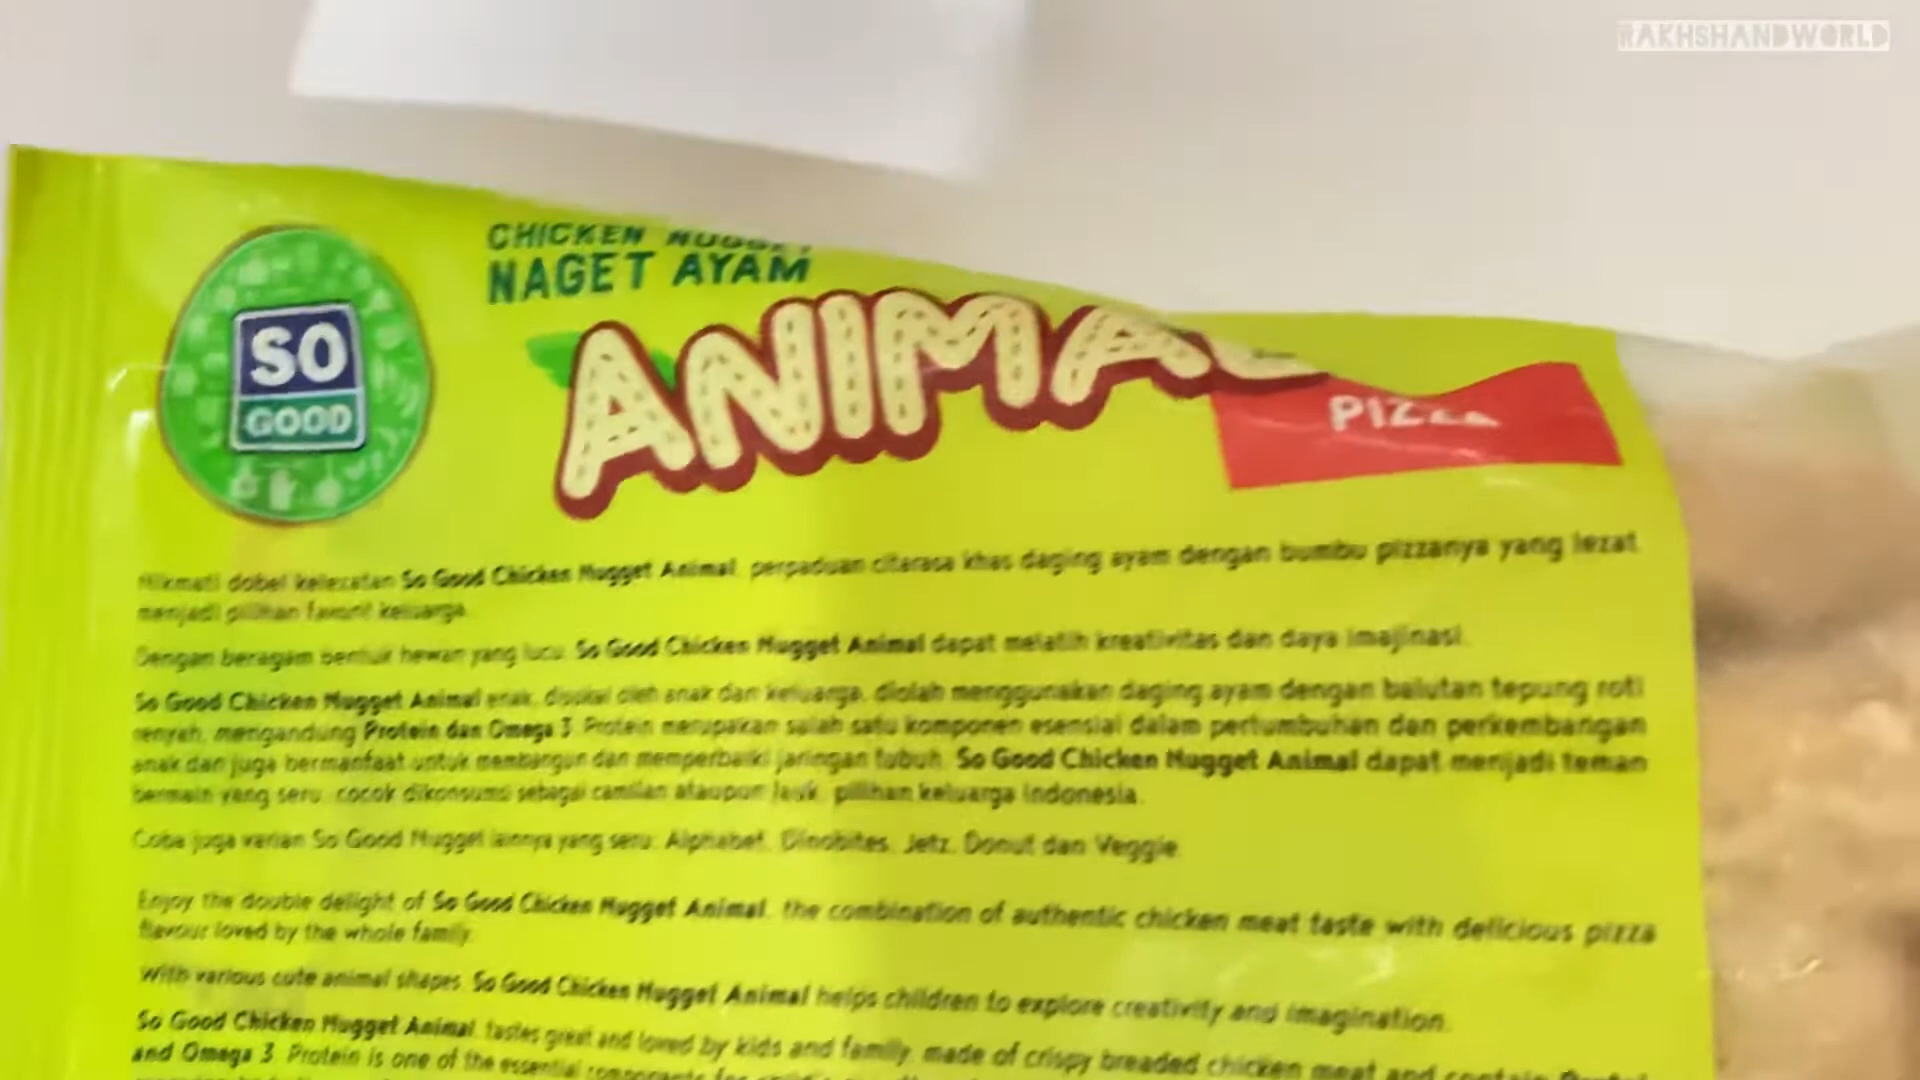 RAKHSHANDWORLD
CHICKEN NUGGET
NAGET AYAM
SO
GOOD
ANIMAL
PIZZA
Nikmati dobel kelezatan So Good Chicken Nugget Animal, perpaduan citarasa khas daging ayam dengan bumbu pizzanya yang lezat
menjadi pilihan favorit keluarga.
Dengan beragam bentuk hewan yang lucu, So Good Chicken Nugget Animal dapat melatih kreativitas dan daya imajinasi.
So Good Chicken Nugget Animal enak, disukai oleh anak dan keluarga, diolah menggunakan daging ayam dengan balutan tepung roti
renyah, mengandung Protein dan Omega 3. Protein merupakan salah satu komponen esensial dalam pertumbuhan dan perkembangan
anak dan juga bermanfaat untuk membangun dan memperbaiki jaringan tubuh. So Good Chicken Nugget Animal dapat menjadi teman
bermain yang seru, cocok dikonsumsi sebagai camilan ataupun lauk, pilihan keluarga Indonesia.
Coba juga varian So Good Nugget lainnya yang seru: Alphabet, Dinobites, Jetz, Donut dan Veggie.
Enjoy the double delight of So Good Chicken Nugget Animal, the combination of authentic chicken meat taste with delicious pizza
flavour loved by the whole family.
With various cute animal shapes, So Good Chicken Nugget Animal helps children to explore creativity and imagination.
So Good Chicken Nugget Animal, tastes great and loved by kids and family, made of crispy breaded chicken meat and contain
and Omega 3. Protein is one of the essential components for